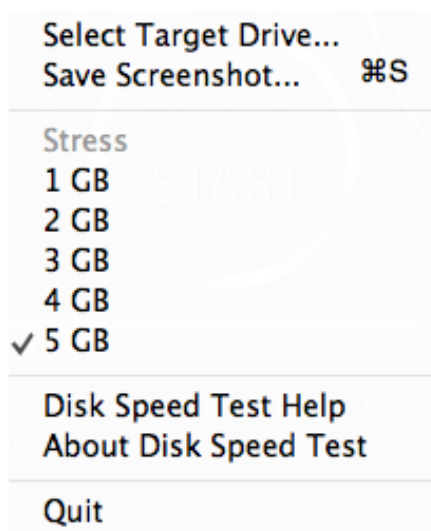 Select Target Drive...
Save Screenshot... ⌘S
Stress
START
1 GB
2 GB
3 GB
4 GB
✓ 5 GB
Disk Speed Test Help
About Disk Speed Test
Quit